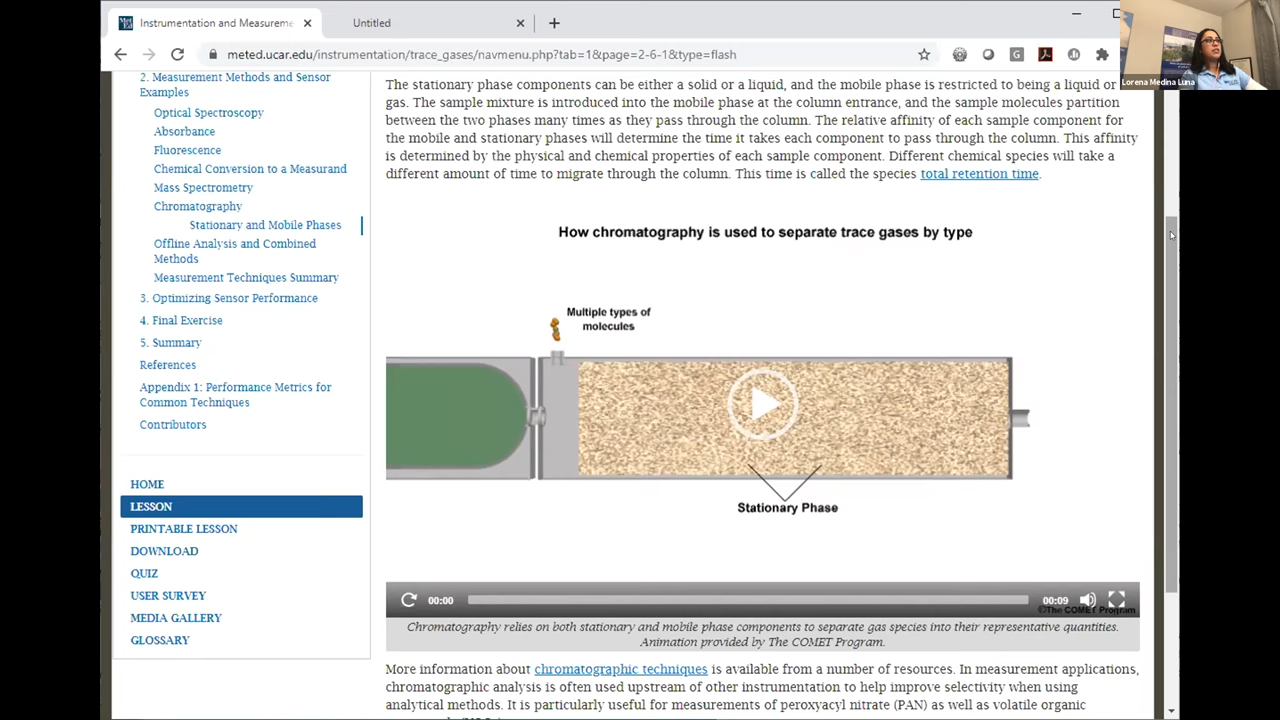 Instrumentation and Measureme
Untitled
meted.ucar.edu/instrumentation/trace_gases/navmenu.php?tab=1&page=2-6-1&type=flash
Lorena Medina Luna
2. Measurement Methods and Sensor
Examples
Optical Spectroscopy
Absorbance
Fluorescence
Chemical Conversion to a Measurand
Mass Spectrometry
Chromatography
Stationary and Mobile Phases
Offline Analysis and Combined
Methods
Measurement Techniques Summary
3. Optimizing Sensor Performance
4. Final Exercise
5. Summary
References
Appendix 1: Performance Metrics for
Common Techniques
Contributors
HOME
LESSON
PRINTABLE LESSON
DOWNLOAD
QUIZ
USER SURVEY
MEDIA GALLERY
GLOSSARY
The stationary phase components can be either a solid or a liquid, and the mobile phase is restricted to being a liquid or
gas. The sample mixture is introduced into the mobile phase at the column entrance, and the sample molecules partition
between the two phases many times as they pass through the column. The relative affinity of each sample component for
the mobile and stationary phases will determine the time it takes each component to pass through the column. This affinity
is determined by the physical and chemical properties of each sample component. Different chemical species will take a
different amount of time to migrate through the column. This time is called the species total retention time.
How chromatography is used to separate trace gases by type
Multiple types of
molecules
Stationary Phase
00:00
00:09
©The COMET Program
Chromatography relies on both stationary and mobile phase components to separate gas species into their representative quantities.
Animation provided by The COMET Program.
More information about chromatographic techniques is available from a number of resources. In measurement applications,
chromatographic analysis is often used upstream of other instrumentation to help improve selectivity when using
analytical methods. It is particularly useful for measurements of peroxyacyl nitrate (PAN) as well as volatile organic